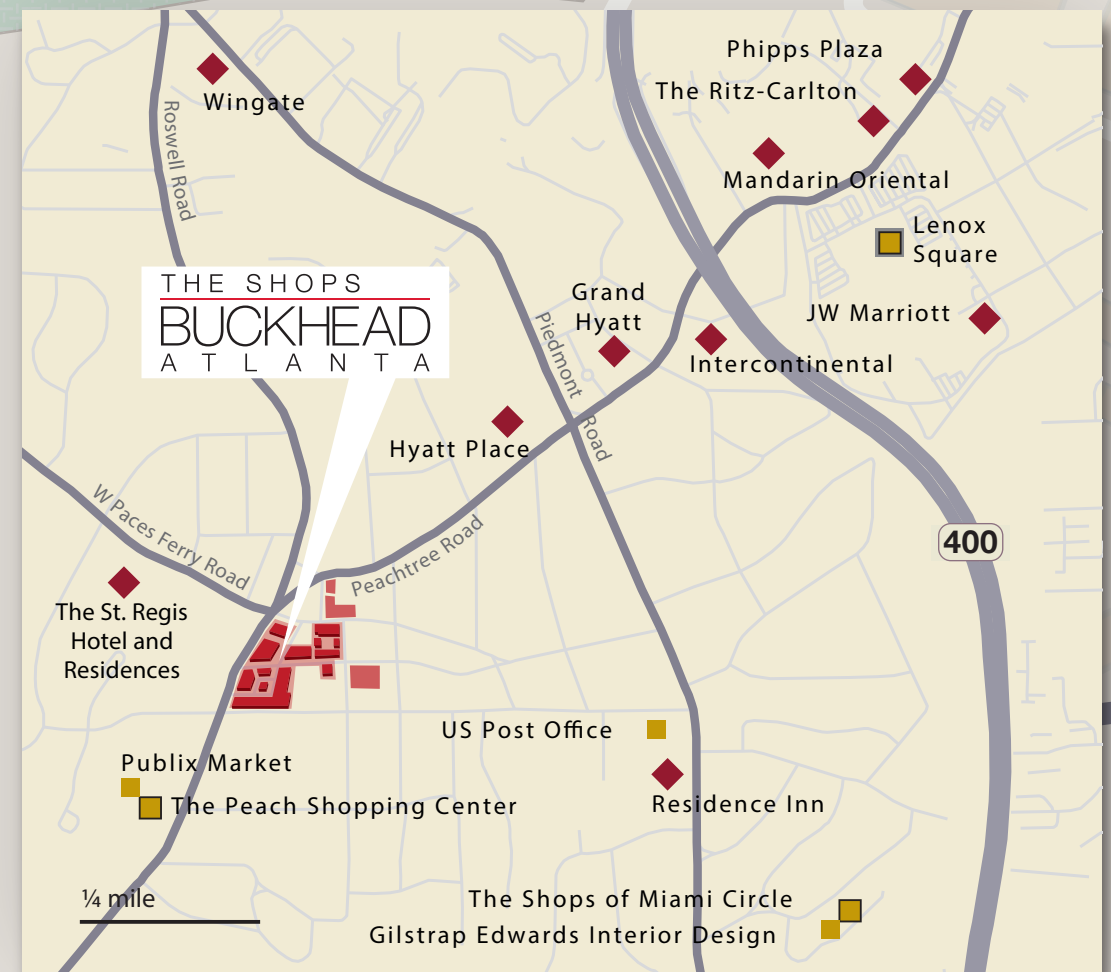 Phipps Plaza
The Ritz-Carlton
Wingate
Roswell Road
Mandarin Oriental
Lenox
Square
THE SHOPS
BUCKHEAD
ATLANTA
Grand
Hyatt
JW Marriott
Piedmont Road
Intercontinental
Hyatt Place
W Paces Ferry Road
Peachtree Road
400
The St. Regis
Hotel and
Residences
US Post Office
Publix Market
The Peach Shopping Center
Residence Inn
¼ mile
The Shops of Miami Circle
Gilstrap Edwards Interior Design